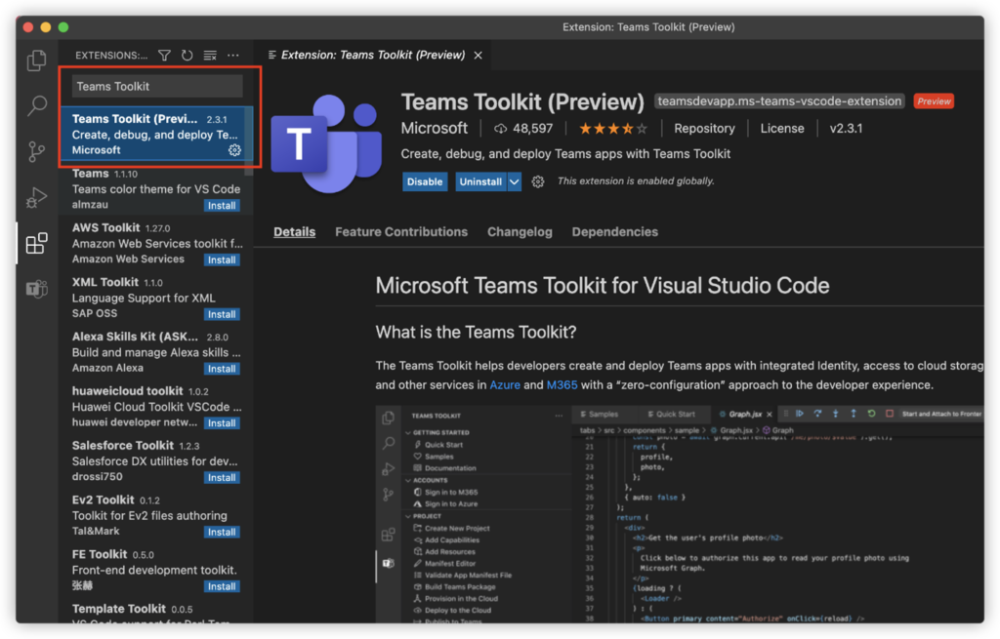 Extension: Teams Toolkit (Preview)
EXTENSIONS:...
Extension: Teams Toolkit (Preview)
Teams Toolkit
Teams Toolkit (Previ... 2.3.1
Create, debug, and deploy Te...
Microsoft
Teams 1.1.10
Teams color theme for VS Code
almzau Install
AWS Toolkit 1.27.0
Amazon Web Services toolkit f...
Amazon Web Services Install
XML Toolkit 1.1.0
Language Support for XML
SAP OSS Install
Alexa Skills Kit (ASK... 2.8.0
Build and manage Alexa skills ...
Amazon Alexa Install
huaweicloud toolkit 1.0.2
Huawei Cloud Toolkit VSCode ...
huawei developer netw... Install
Salesforce Toolkit 1.2.3
Salesforce DX utilities for dev...
drossi750 Install
Ev2 Toolkit 0.1.2
Toolkit for Ev2 files authoring
Tal&Mark Install
FE Toolkit 0.5.0
Front-end development toolkit.
张赫 Install
Template Toolkit 0.0.5
T
Teams Toolkit (Preview) teamsdevapp.ms-teams-vscode-extension Preview
Microsoft 48,597 Repository License v2.3.1
Create, debug, and deploy Teams apps with Teams Toolkit
Disable Uninstall This extension is enabled globally.
Details Feature Contributions Changelog Dependencies
Microsoft Teams Toolkit for Visual Studio Code
What is the Teams Toolkit?
The Teams Toolkit helps developers create and deploy Teams apps with integrated Identity, access to cloud storag
and other services in Azure and M365 with a “zero-configuration” approach to the developer experience.
TEAMS TOOLKIT
GETTING STARTED
Quick Start
Samples
Documentation
ACCOUNTS
Sign in to M365
Sign in to Azure
PROJECT
Create New Project
Add Capabilities
Add Resources
Manifest Editor
Validate App Manifest File
Build Teams Package
Provision in the Cloud
Deploy to the Cloud
Publish to Teams
Samples Quick Start Graph.jsx Start and Attach to Fronter
tabs > src > components > sample > Graph.jsx > Graph
21 return {
22 profile,
23 photo,
24 };
25 },
26 { auto: false }
27 );
28 return (
29 <div>
30 <h2>Get the user's profile photo</h2>
31 <p>
32 Click below to authorize this app to read your profile photo using
33 Microsoft Graph.
34 </p>
35 {loading ? (
36 <Loader />
37 ) : (
38 <Button primary content="Authorize" onClick={reload} />